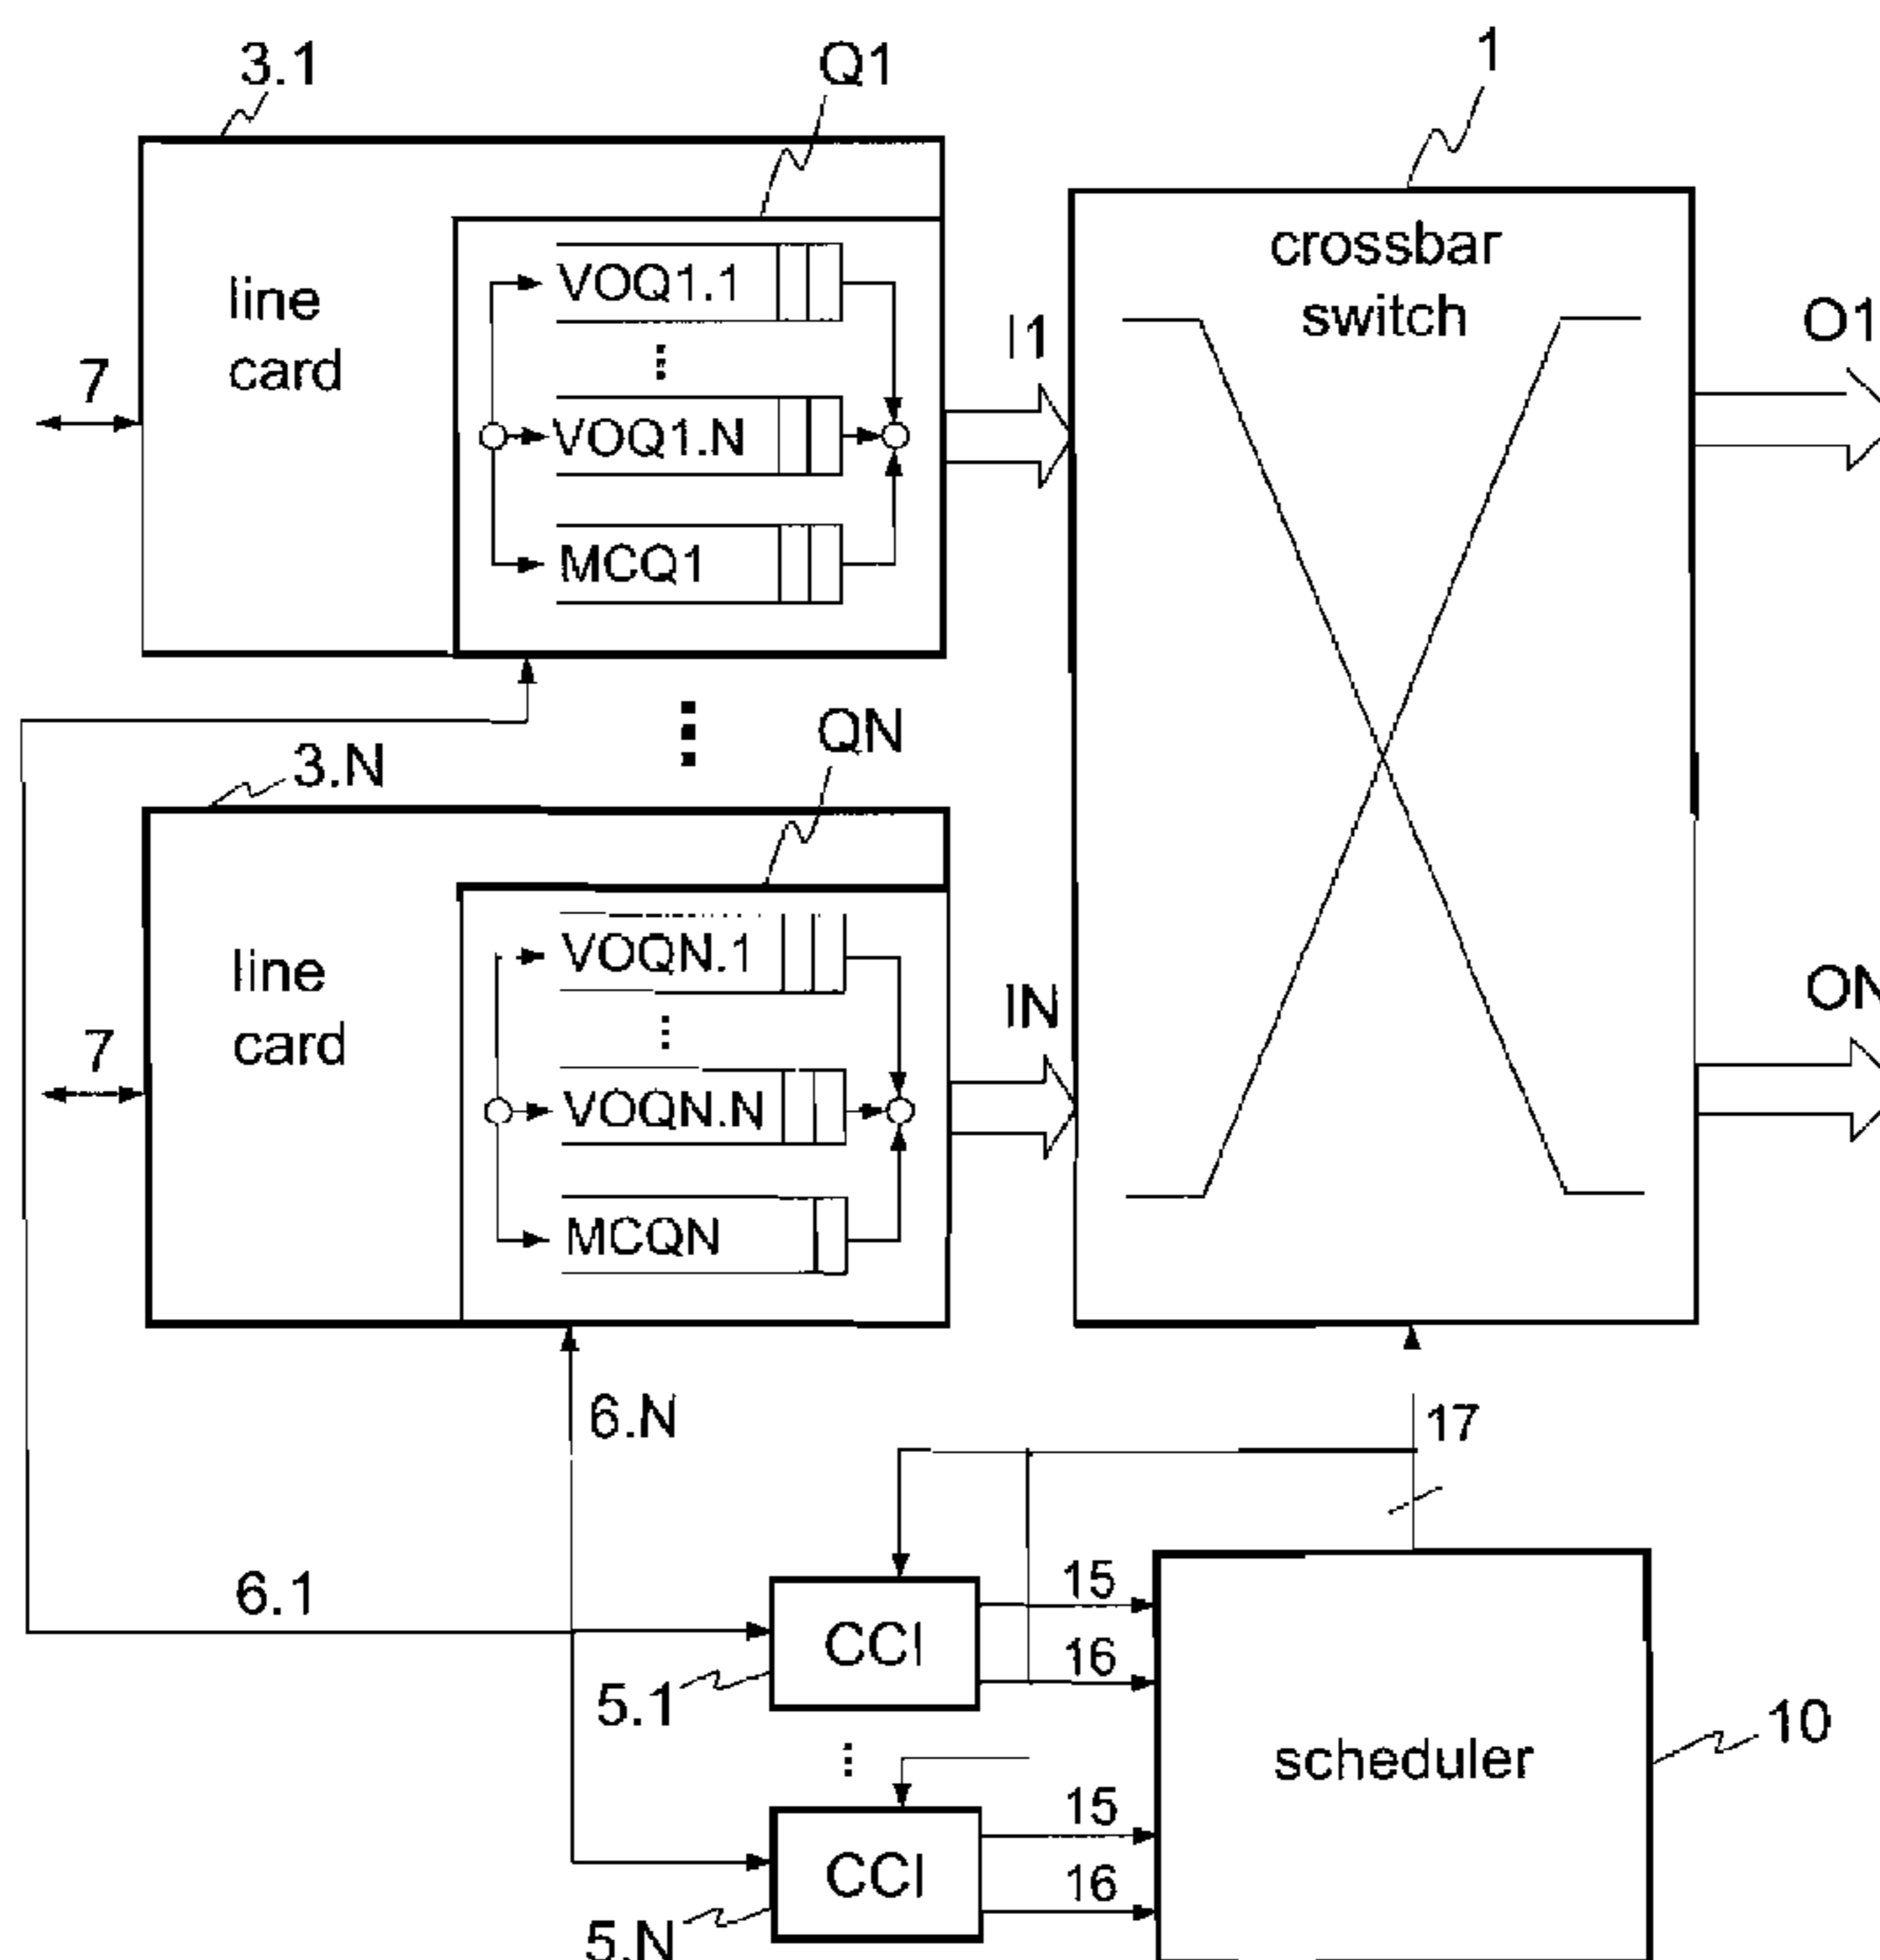 3.1
Q1
1
line
card
VOQ1.1
VOQ1.N
MCQ1
7
I1
crossbar
switch
O1
3.N
QN
line
card
VOQN.1
VOQN.N
MCQN
7
IN
ON
6.N
17
6.1
CCI
15
16
5.1
scheduler
10
CCI
15
16
5.N